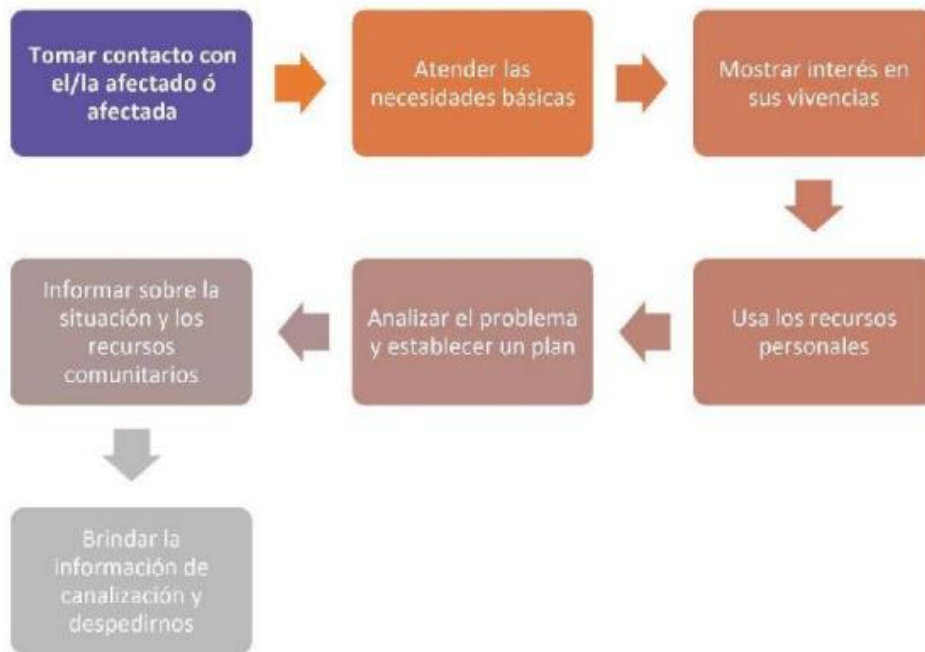 Tomar contacto con
el/la afectado ó
afectada
Atender las
necesidades básicas
Mostrar interés en
sus vivencias
Usa los recursos
personales
Analizar el problema
y establecer un plan
Informar sobre la
situación y los
recursos
comunitarios
Brindar la
información de
canalización y
despedirnos